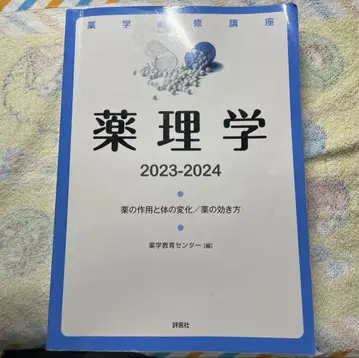 薬学必修講座
薬理学
2023-2024
薬の作用と体の変化/薬の効き方
薬学教育センター [編]
評言社